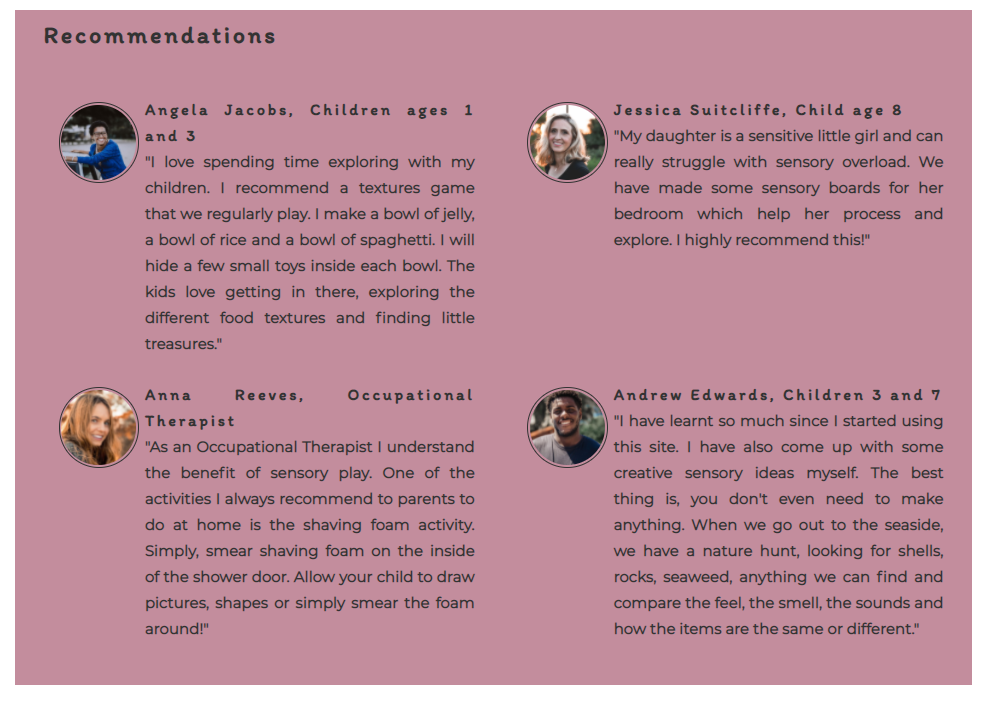 Recommendations
Angela Jacobs, Children ages 1
and 3
"I love spending time exploring with my
children. I recommend a textures game
that we regularly play. I make a bowl of jelly,
a bowl of rice and a bowl of spaghetti. I will
hide a few small toys inside each bowl. The
kids love getting in there, exploring the
different food textures and finding little
treasures."
Jessica Suitcliffe, Child age 8
"My daughter is a sensitive little girl and can
really struggle with sensory overload. We
have made some sensory boards for her
bedroom which help her process and
explore. I highly recommend this!"
Anna Reeves, Occupational
Therapist
"As an Occupational Therapist I understand
the benefit of sensory play. One of the
activities I always recommend to parents to
do at home is the shaving foam activity.
Simply, smear shaving foam on the inside
of the shower door. Allow your child to draw
pictures, shapes or simply smear the foam
around!"
Andrew Edwards, Children 3 and 7
"I have learnt so much since I started using
this site. I have also come up with some
creative sensory ideas myself. The best
thing is, you don't even need to make
anything. When we go out to the seaside,
we have a nature hunt, looking for shells,
rocks, seaweed, anything we can find and
compare the feel, the smell, the sounds and
how the items are the same or different."